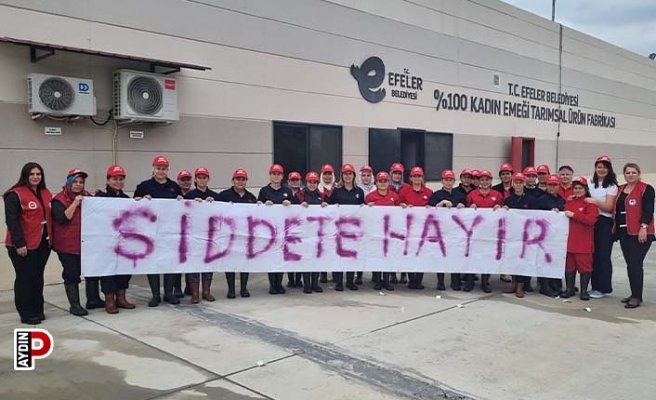 T.C.
EFELER
BELEDİYESİ
T.C. EFELER BELEDİYESİ
%100 KADIN EMEĞİ TARIMSAL ÜRÜN FABRİKASI
ŞİDDETE HAYIR
AYDIN
P